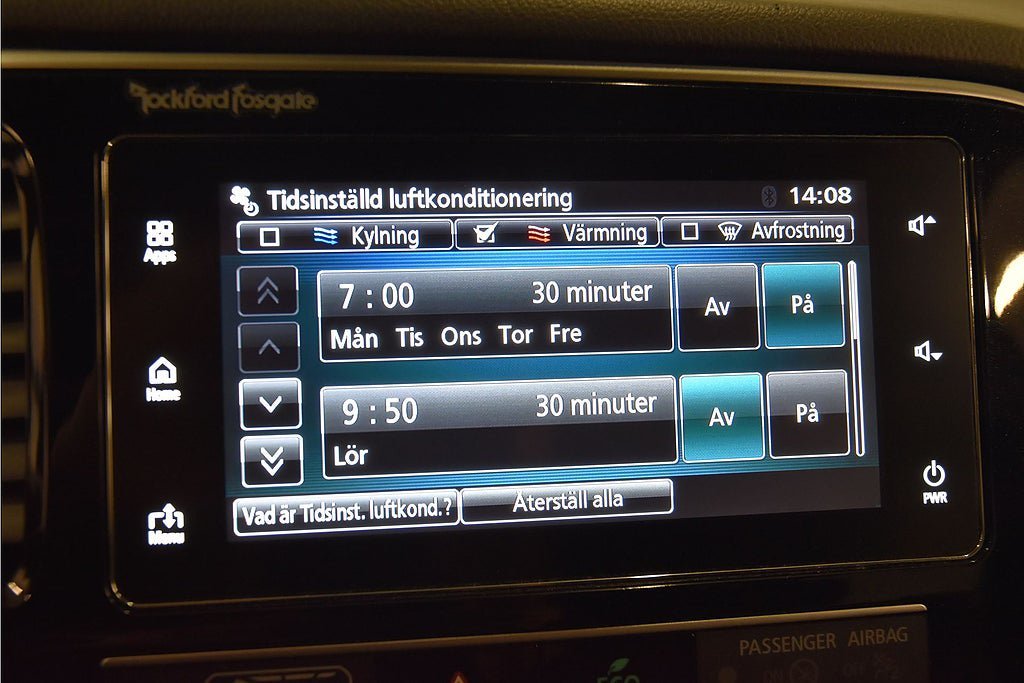 Rockford Fosgate
Tidsinställd luftkonditionering 14:08
Kylning Värmning Avfrostning
Apps
7 : 00 30 minuter Av På
Mån Tis Ons Tor Fre
Home
9 : 50 30 minuter Av På
Lör
PWR
Vad är Tidsinst. luftkond.? Återställ alla
Menu
PASSENGER AIRBAG
OFF
ECO